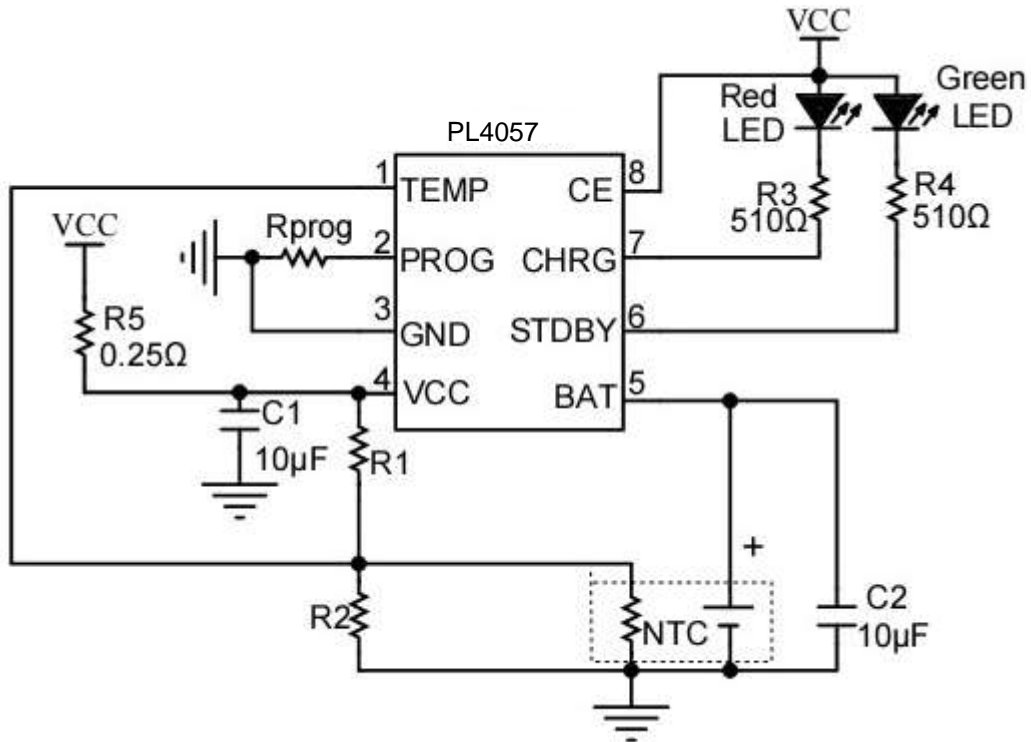 VCC
Red
LED
Green
LED
PL4057
1
TEMP
CE
8
R3
510Ω
R4
510Ω
VCC
Rprog
2
PROG
CHRG
7
R5
0.25Ω
3
GND
STDBY
6
4
VCC
BAT
5
C1
10µF
R1
+
R2
NTC
C2
10µF